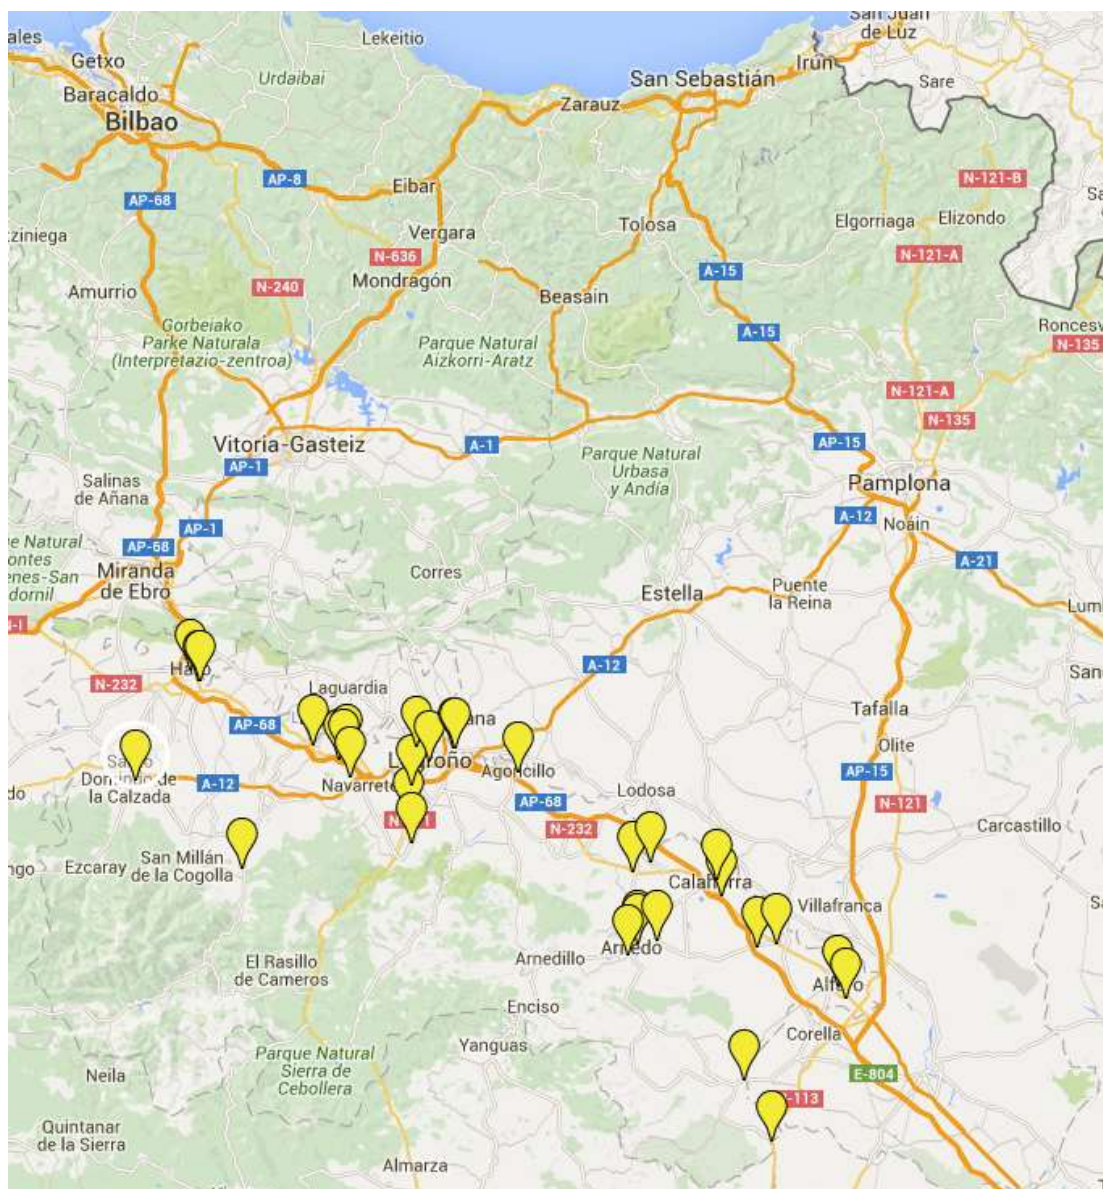 San Juan
de Luz
Lekeitio
Getxo
Urdaibai
San Sebastián
Irún
Sare
Baracaldo
Zarauz
Bilbao
AP-8
Eibar
N-121-B
AP-68
Elgorriaga
Elizondo
Tolosa
Vergara
N-636
N-121-A
Mondragón
A-15
N-240
Amurrio
Beasain
Gorbeiako
Parke Naturala
(Interpretazio-zentroa)
Parque Natural
Aizkorri-Aratz
A-15
N-135
N-121-A
N-135
Vitoria-Gasteiz
A-1
AP-15
AP-1
Parque Natural
Urbasa
y Andía
Pamplona
Salinas
de Añana
AP-1
A-12
Noáin
AP-68
A-21
Miranda
de Ebro
Corres
Estella
Puente
la Reina
A-12
N-232
Laguardia
Tafalla
AP-68
Olite
Agoncillo
AP-15
Domingo de
la Calzada
A-12
Navarrete
AP-68
Lodosa
N-121
N-232
Carcastillo
Ezcaray
San Millán
de la Cogolla
Villafranca
El Rasillo
de Cameros
Arnedillo
Arnedo
Enciso
Corella
Yanguas
Parque Natural
Sierra de
Cebollera
E-804
Neila
Quintanar
de la Sierra
Almarza